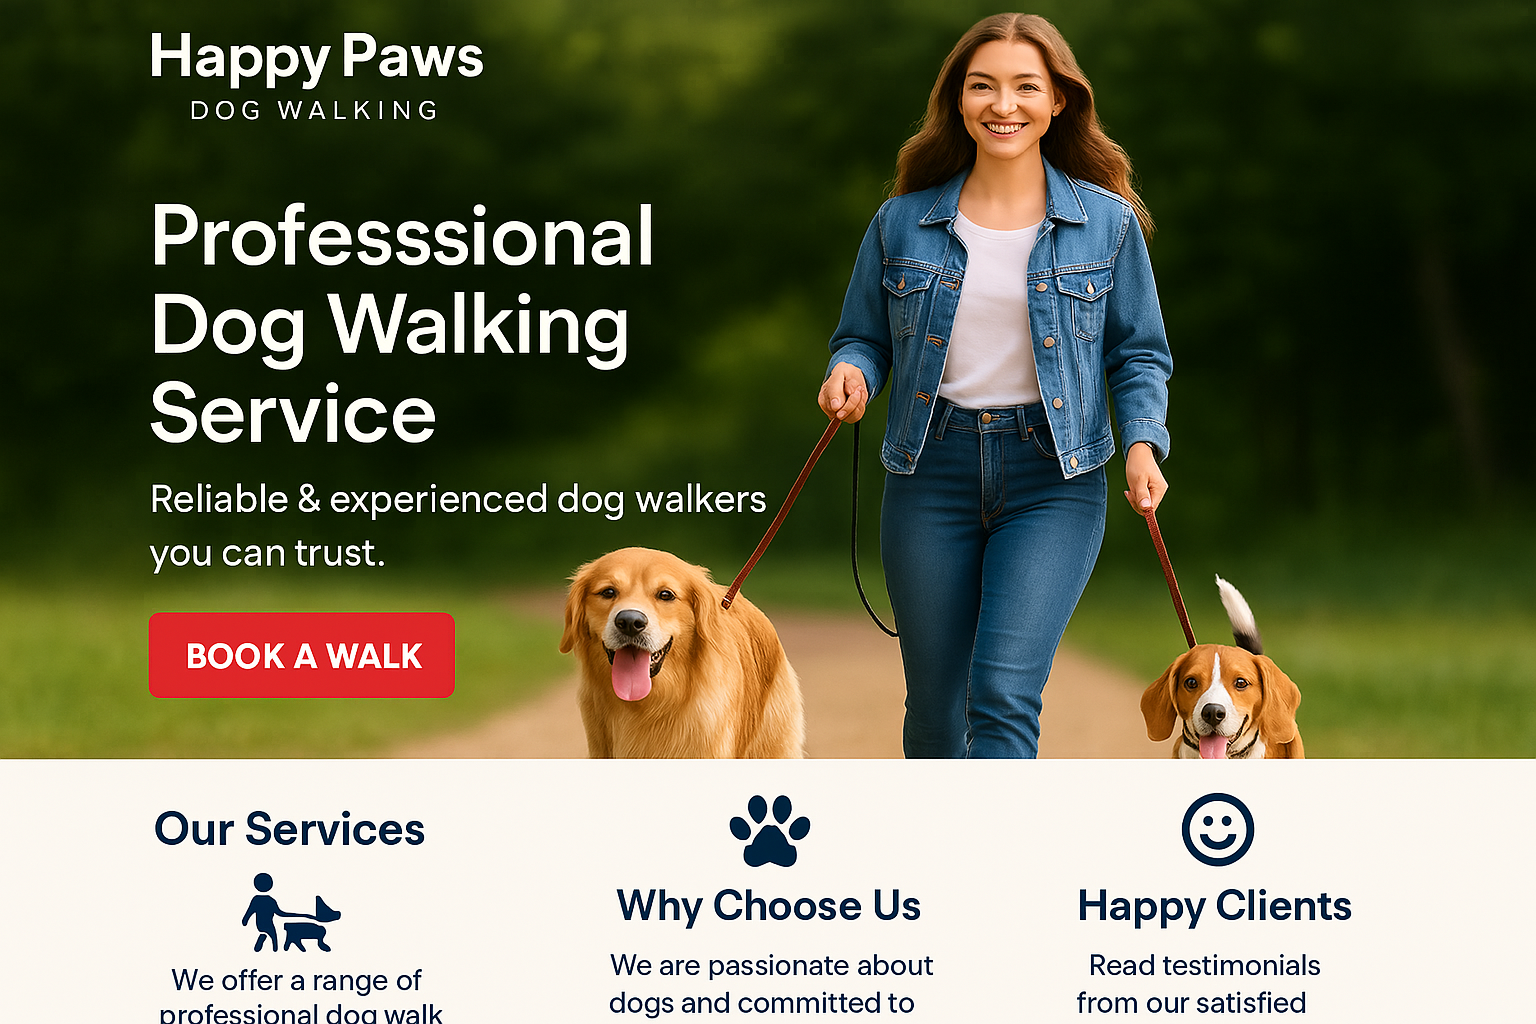 Happy Paws
DOG WALKING
Professsional
Dog Walking
Service
Reliable & experienced dog walkers
you can trust.
BOOK A WALK
Our Services
We offer a range of
professional dog walk
Why Choose Us
We are passionate about
dogs and committed to
Happy Clients
Read testimonials
from our satisfied